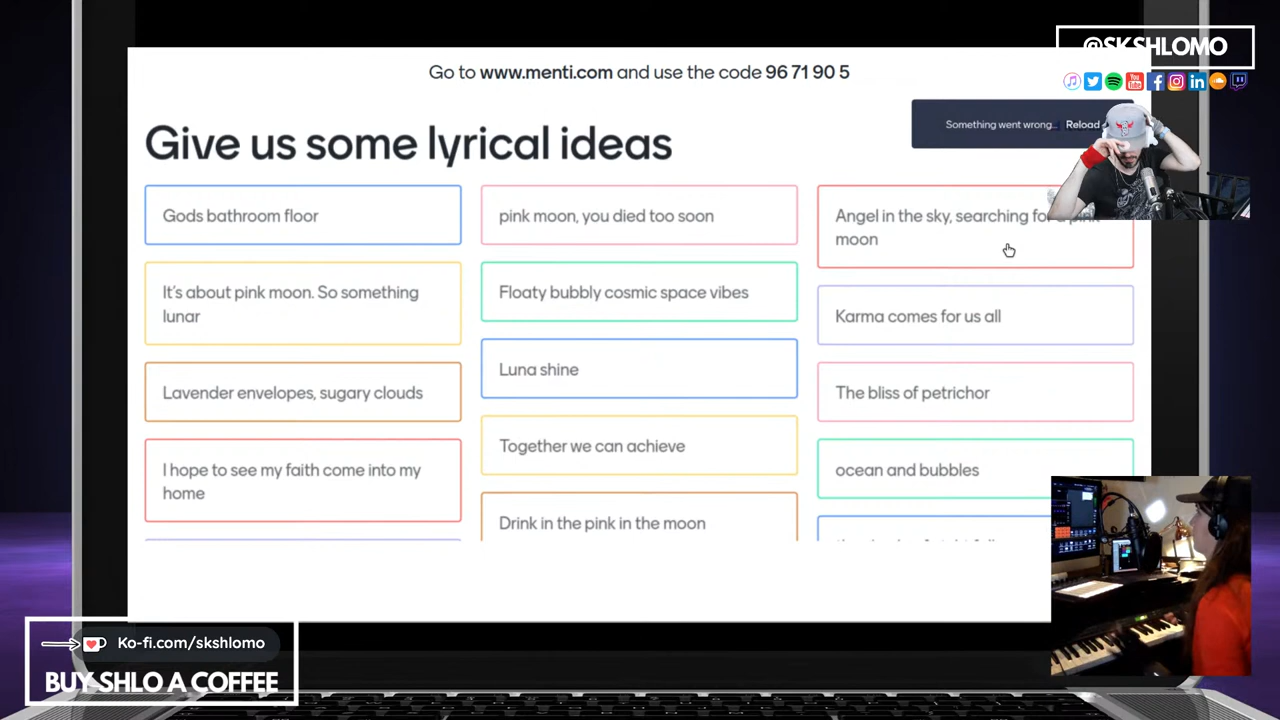 @SKSHLOMO
Go to www.menti.com and use the code 96 71 90 5
Something went wrong... Reload
Give us some lyrical ideas
Gods bathroom floor
It's about pink moon. So something
lunar
Lavender envelopes, sugary clouds
I hope to see my faith come into my
home
pink moon, you died too soon
Floaty bubbly cosmic space vibes
Luna shine
Together we can achieve
Drink in the pink in the moon
Angel in the sky, searching for a pink
moon
Karma comes for us all
The bliss of petrichor
ocean and bubbles
Ko-fi.com/skshlomo
BUY SHLO A COFFEE